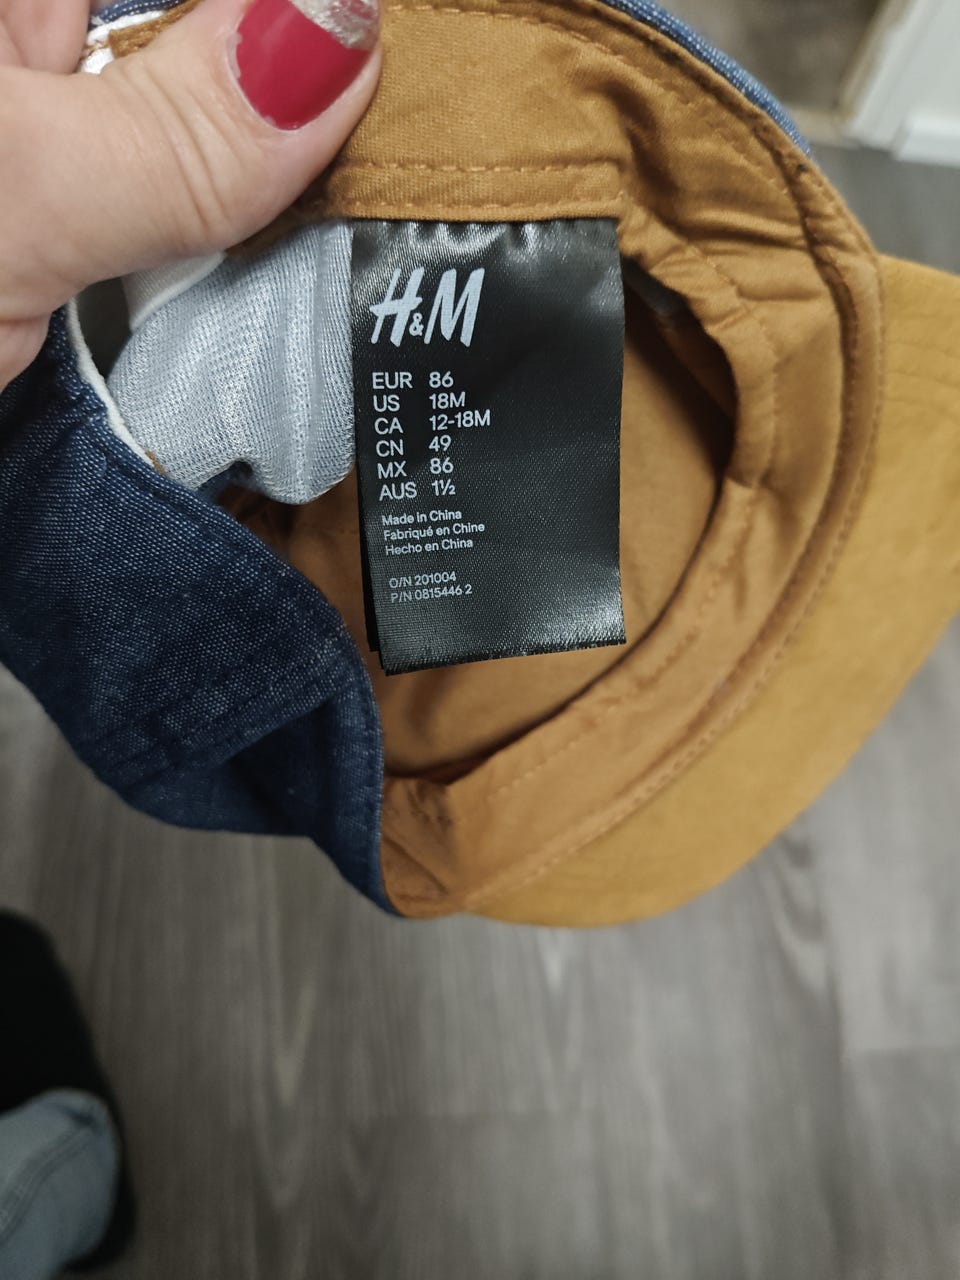 H&M
EUR 86
US 18M
CA 12-18M
CN 49
MX 86
AUS 1½
Made in China
Fabriqué en Chine
Hecho en China
O/N 201004
P/N 0815446 2